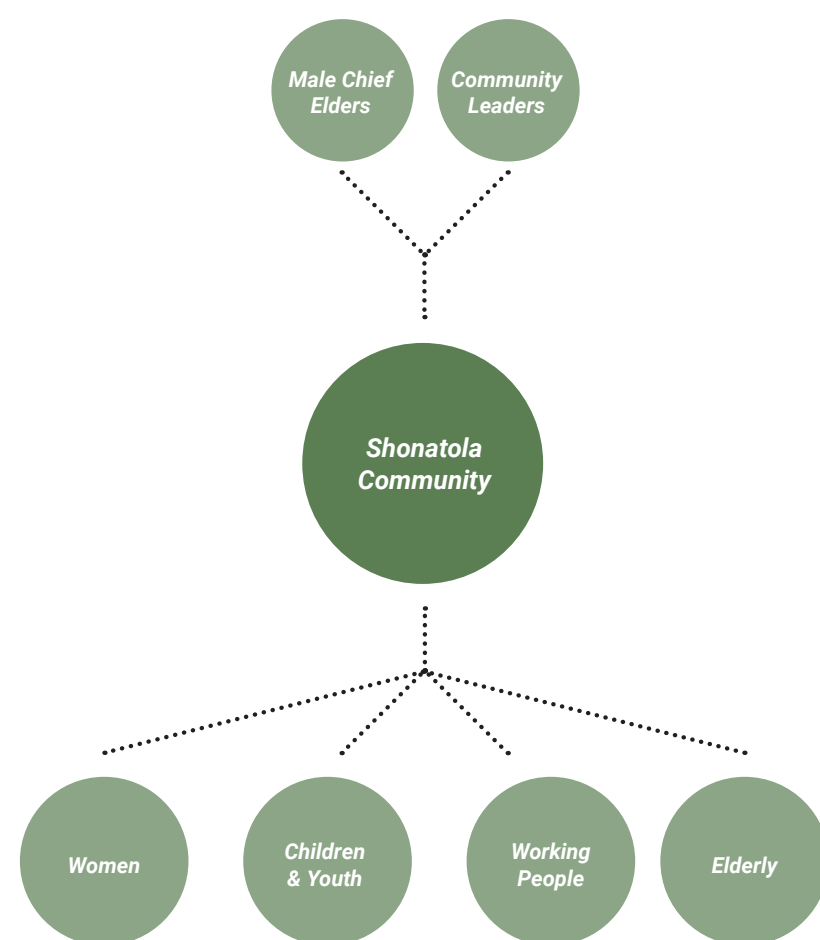 Male Chief
Elders
Community
Leaders
Shonatola
Community
Women
Children
& Youth
Working
People
Elderly